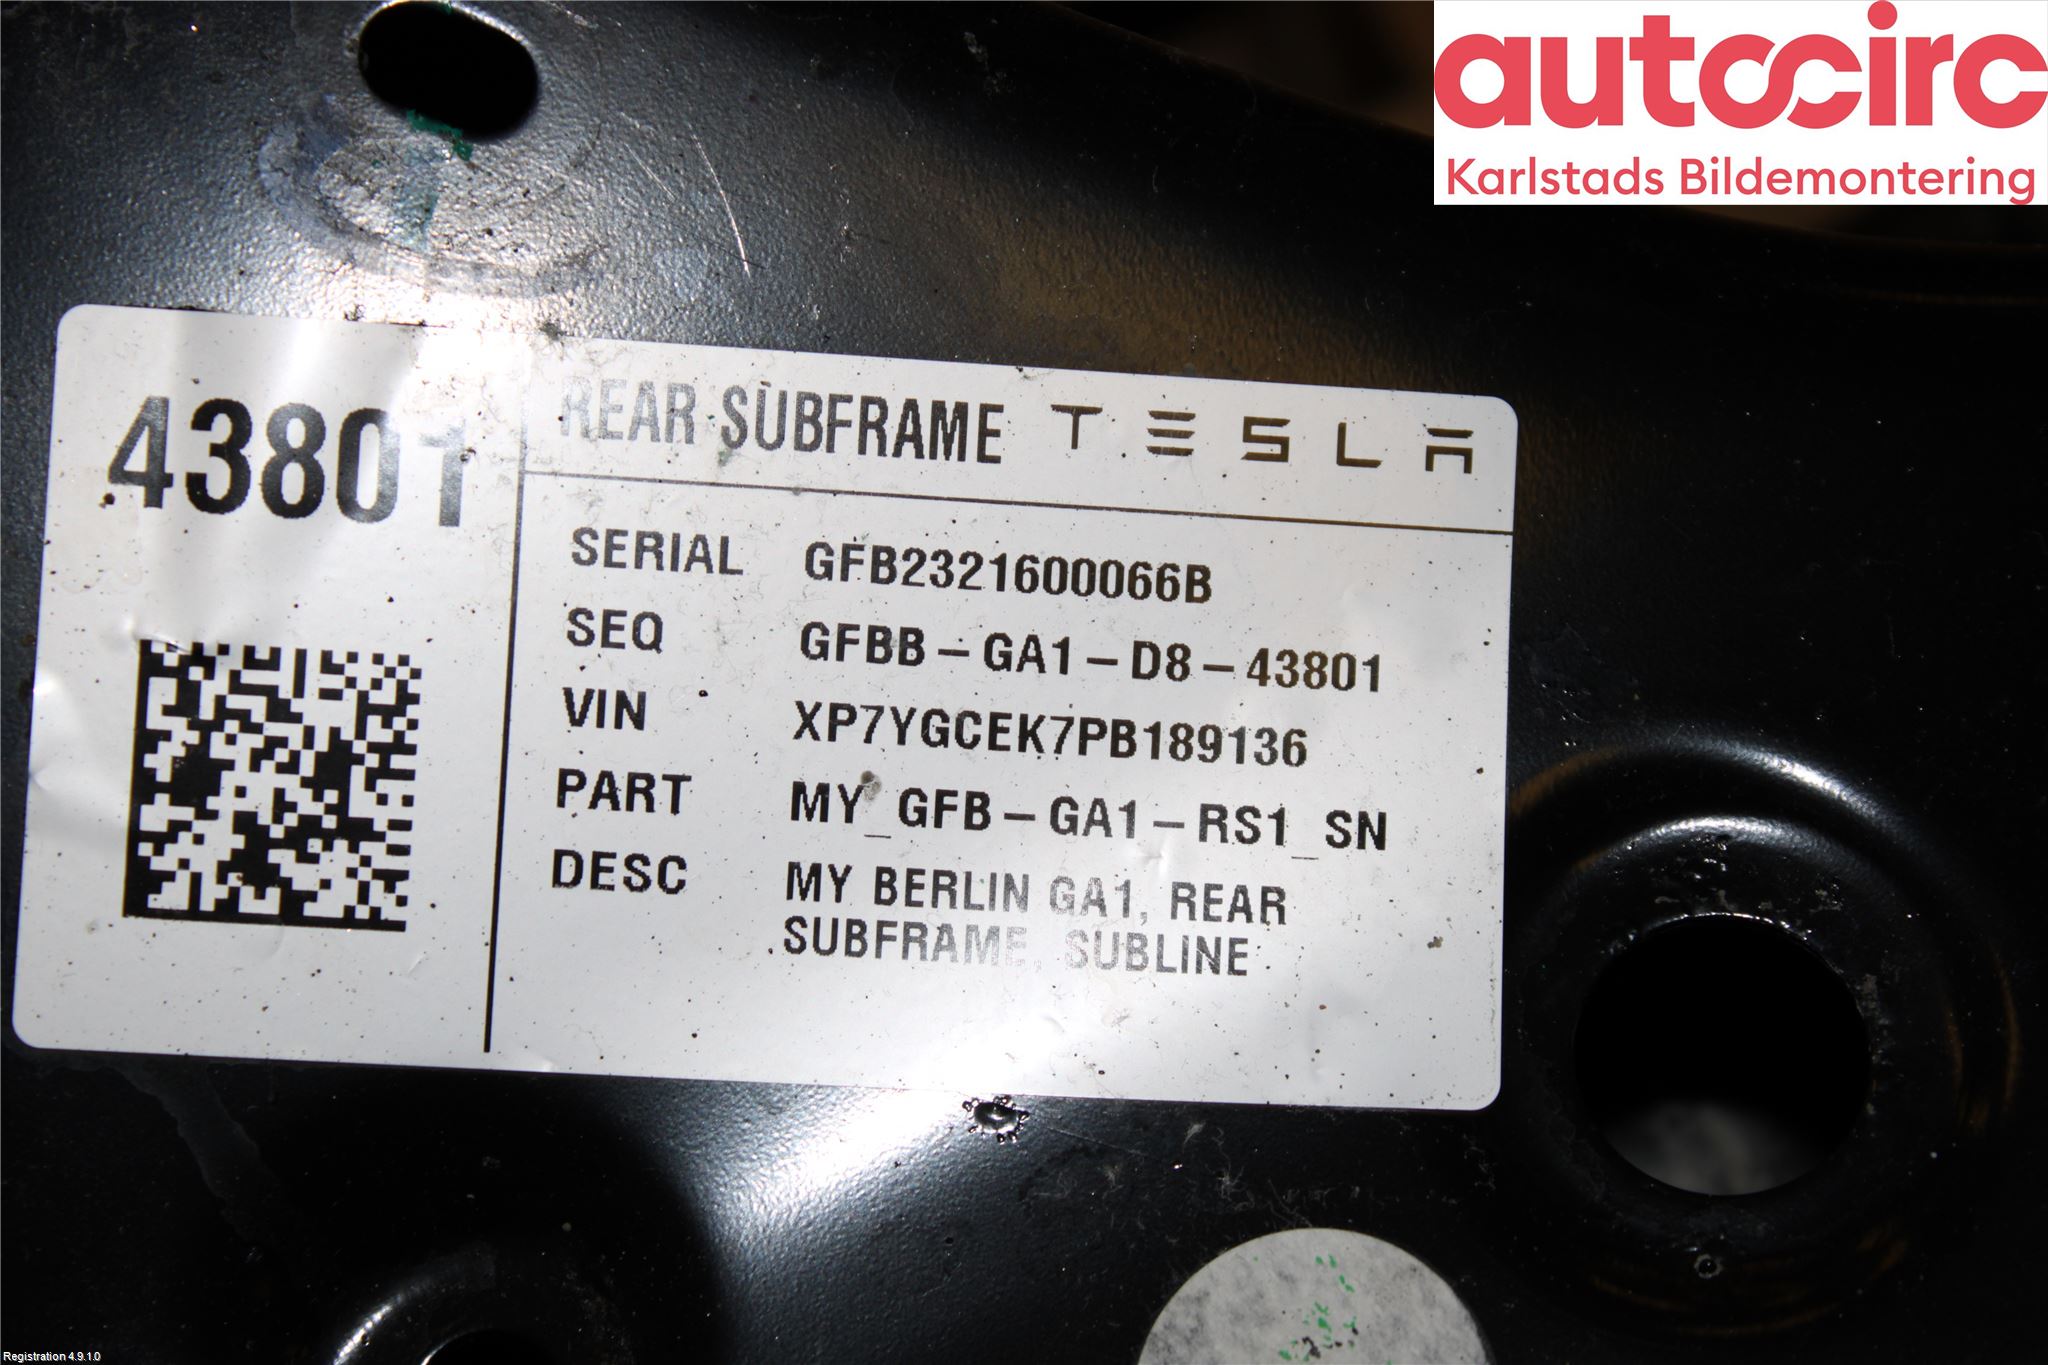 autocirc
Karlstads Bildemontering
43801
REAR SUBFRAME TESLA
SERIAL GFB2321600066B
SEQ GFBB-GA1-D8-43801
VIN XP7YGCEK7PB189136
PART MY_GFB-GA1-RS1_SN
DESC MY BERLIN GA1, REAR
SUBFRAME, SUBLINE
Registration 4.9.1.0